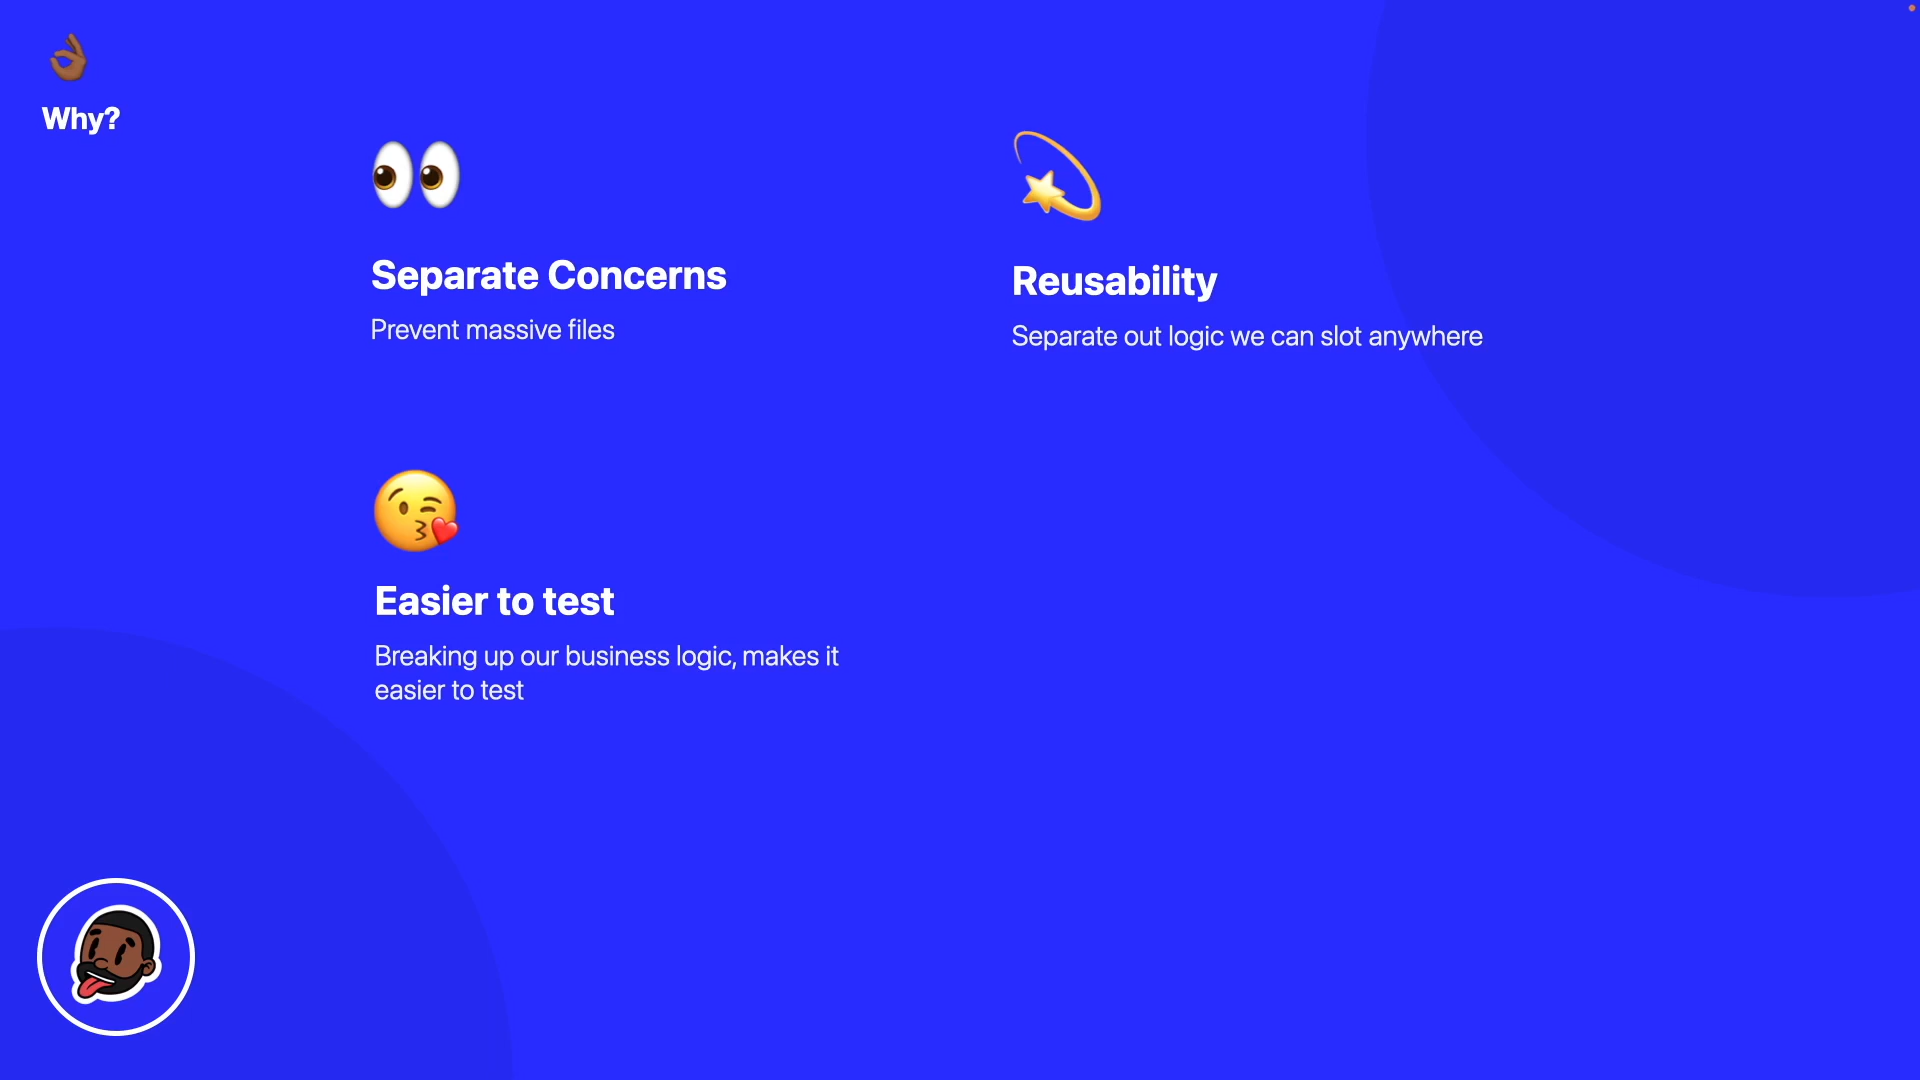 Why?
Separate Concerns
Prevent massive files
Reusability
Separate out logic we can slot anywhere
Easier to test
Breaking up our business logic, makes it
easier to test